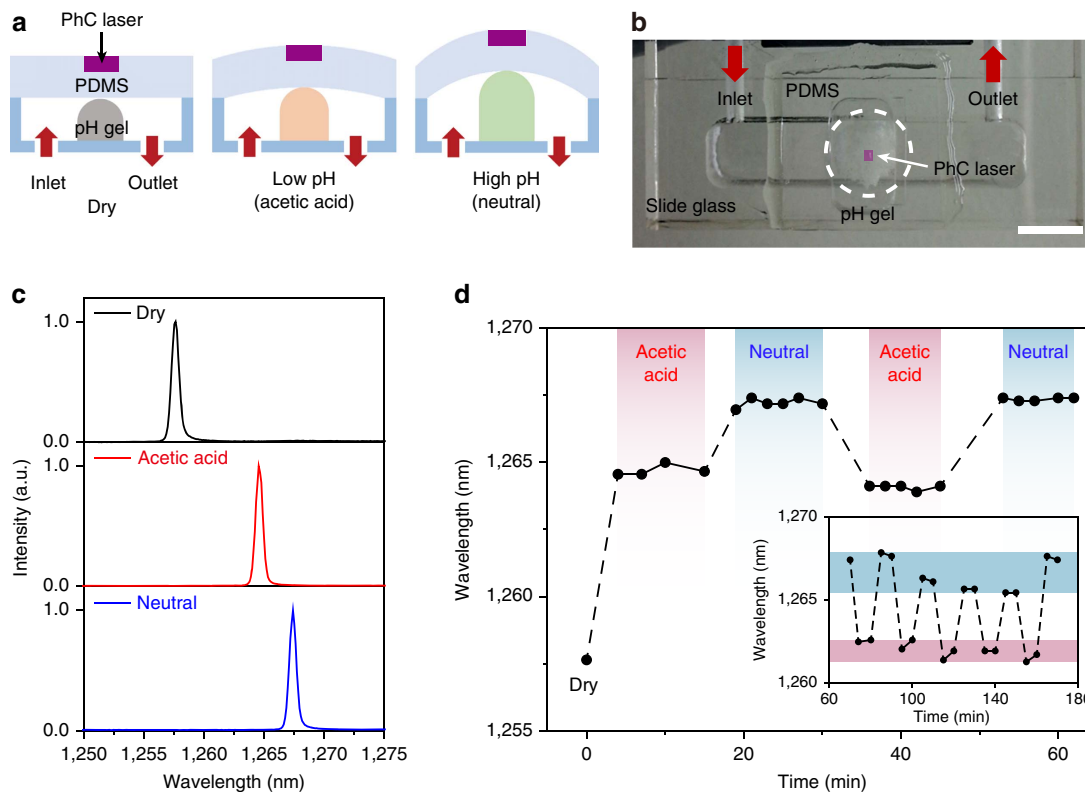 a
PhC laser
PDMS
pH gel
Inlet
Outlet
Dry
Low pH
(acetic acid)
High pH
(neutral)
b
Inlet
PDMS
Outlet
PhC laser
Slide glass
pH gel
c
Intensity (a.u.)
1.0
0.0
Dry
1.0
0.0
Acetic acid
1.0
0.0
Neutral
1,250 1,255 1,260 1,265 1,270 1,275
Wavelength (nm)
d
Wavelength (nm)
1,270
1,265
1,260
1,255
Acetic
acid
Neutral
Acetic
acid
Neutral
Dry
0 20 40 60
Time (min)
Wavelength (nm)
1,270
1,265
1,260
60 100 140 180
Time (min)